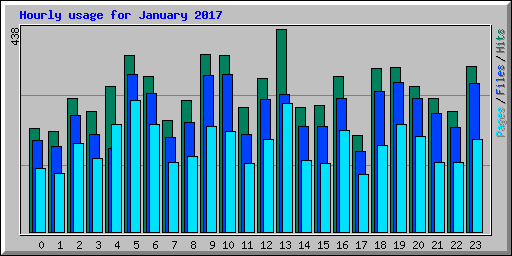 Hourly usage for January 2017
438
Pages/Files/Hits
0 1 2 3 4 5 6 7 8 9 10 11 12 13 14 15 16 17 18 19 20 21 22 23